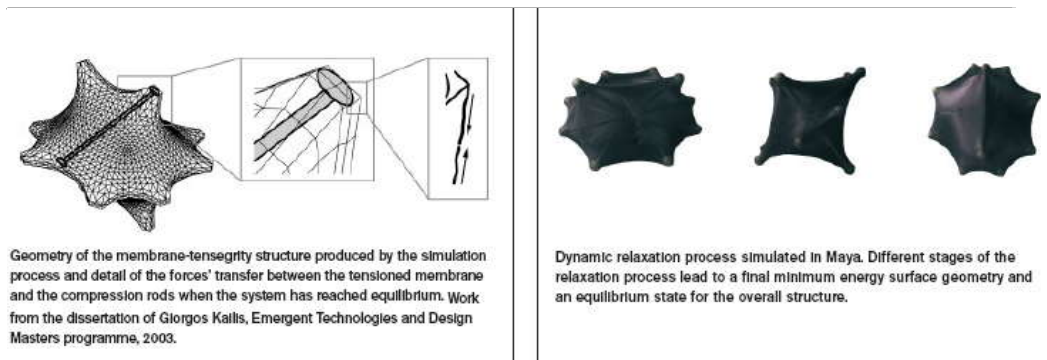 Geometry of the membrane-tensegrity structure produced by the simulation
process and detail of the forces' transfer between the tensioned membrane
and the compression rods when the system has reached equilibrium. Work
from the dissertation of Giorgos Kailis, Emergent Technologies and Design
Masters programme, 2003.
Dynamic relaxation process simulated in Maya. Different stages of the
relaxation process lead to a final minimum energy surface geometry and
an equilibrium state for the overall structure.